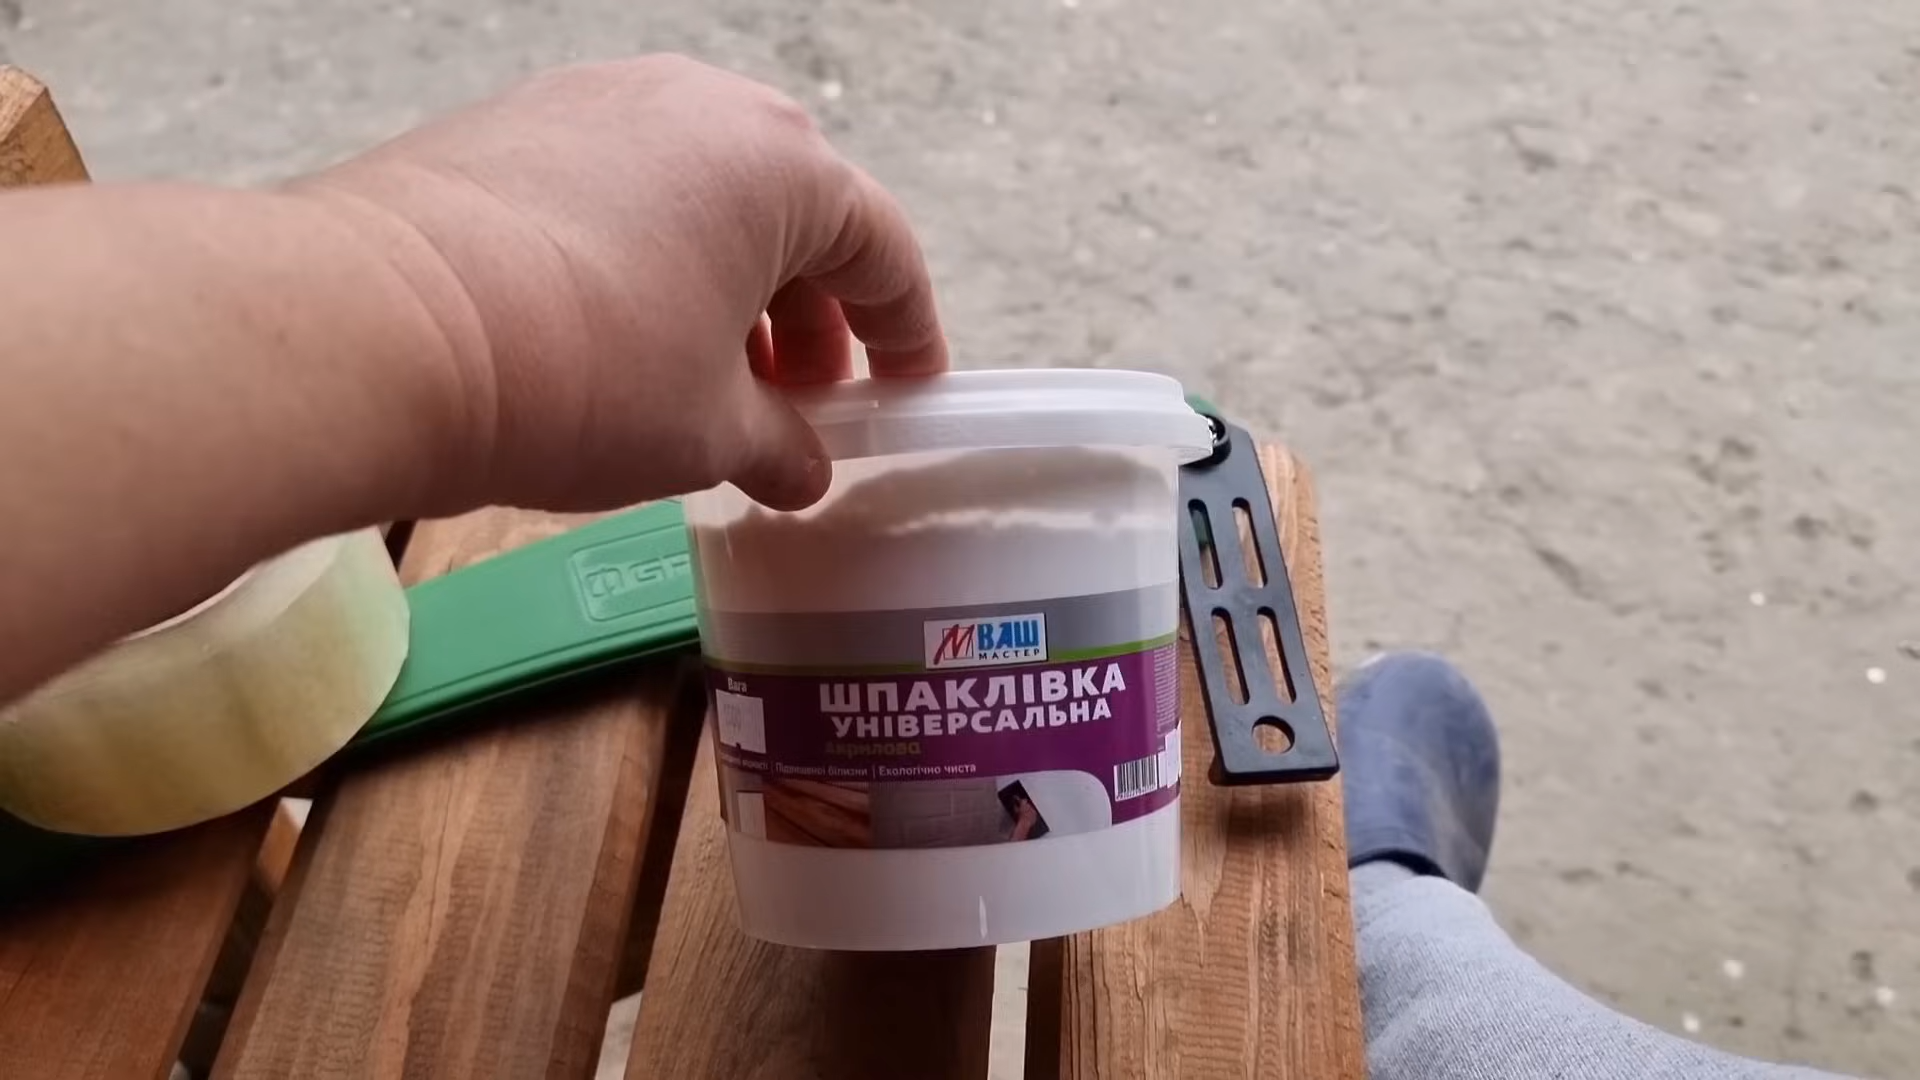 ВАШ
МАСТЕР
Вага
ШПАКЛІВКА
УНІВЕРСАЛЬНА
акрилова
Підвищеної білизни | Екологічно чиста